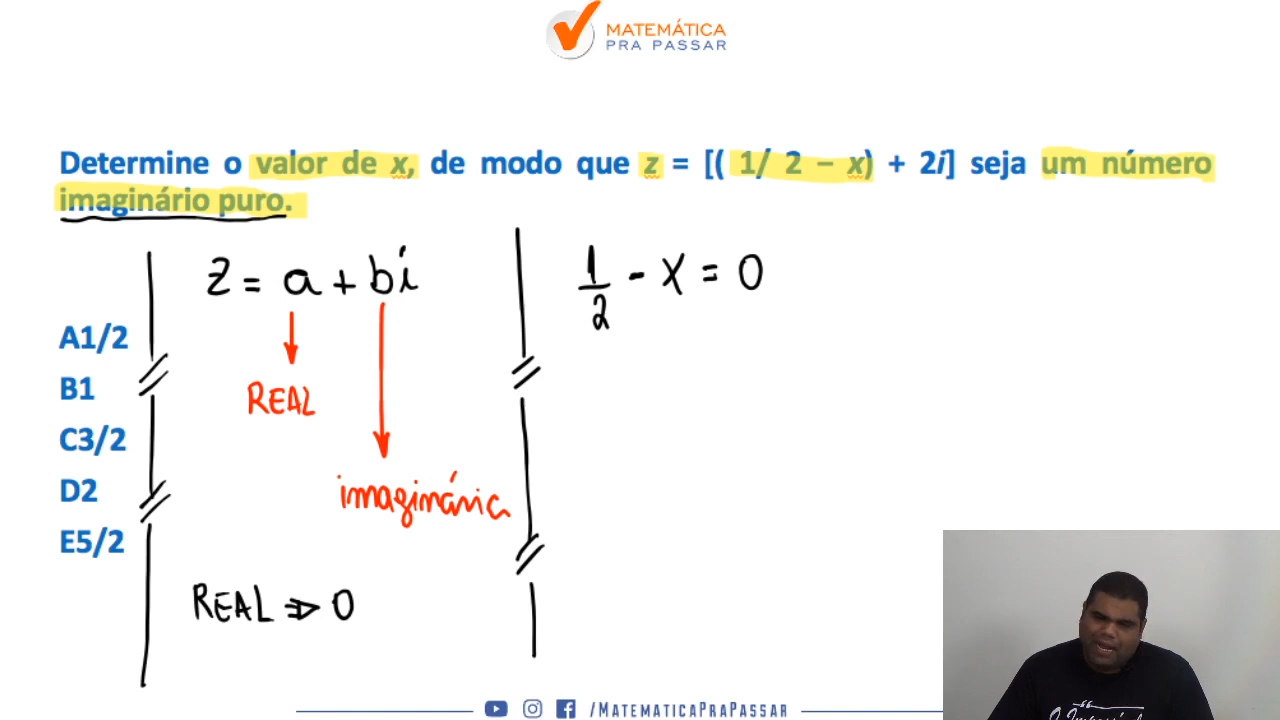 MATEMÁTICA
PRA PASSAR
Determine o valor de x, de modo que z = [( 1/ 2 – x) + 2i] seja um número
imaginário puro.
A1/2
B1
C3/2
D2
E5/2
Z = a + bi
REAL
imaginária
REAL ⇒ 0
1/2 - X = 0
/MATEMATICAPRAPASSAR